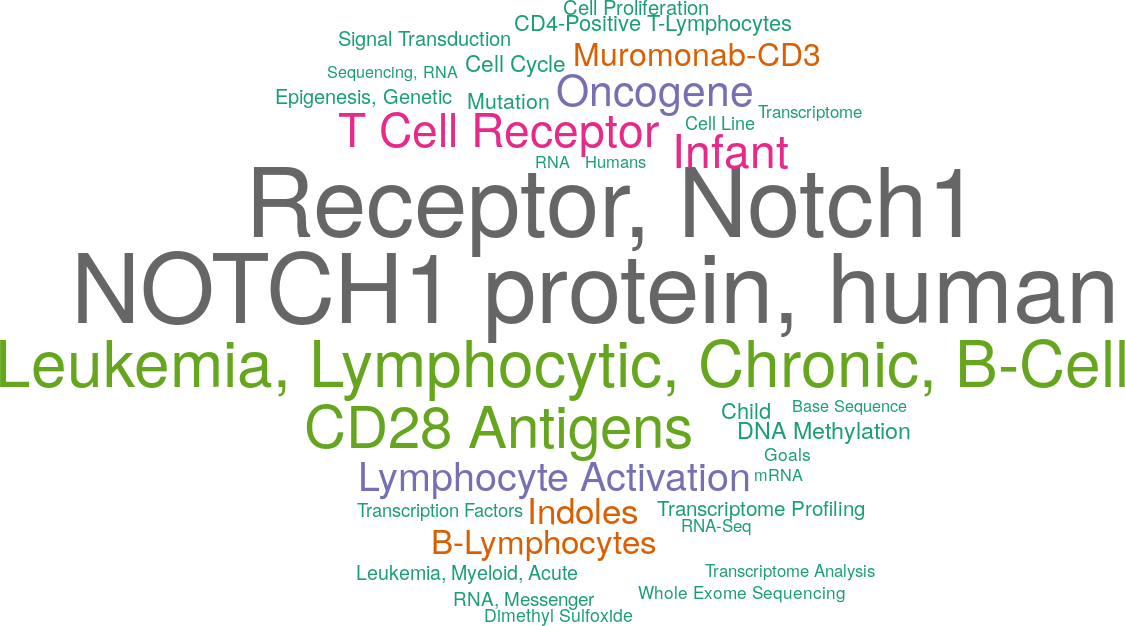 Cell Proliferation
CD4-Positive T-Lymphocytes
Signal Transduction
Muromonab-CD3
Sequencing, RNA
Cell Cycle
Epigenesis, Genetic
Mutation
Oncogene
Transcriptome
T Cell Receptor
Cell Line
Infant
RNA
Humans
Receptor, Notch1
NOTCH1 protein, human
Leukemia, Lymphocytic, Chronic, B-Cell
CD28 Antigens
Child
Base Sequence
DNA Methylation
Goals
Lymphocyte Activation
mRNA
Transcription Factors
Indoles
Transcriptome Profiling
RNA-Seq
B-Lymphocytes
Leukemia, Myeloid, Acute
Transcriptome Analysis
RNA, Messenger
Whole Exome Sequencing
Dimethyl Sulfoxide